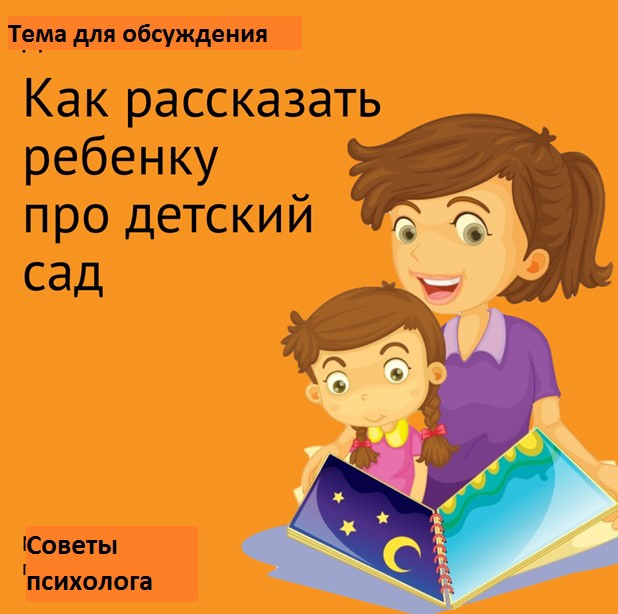 Тема для обсуждения
Как рассказать
ребенку
про детский
сад
Советы
психолога